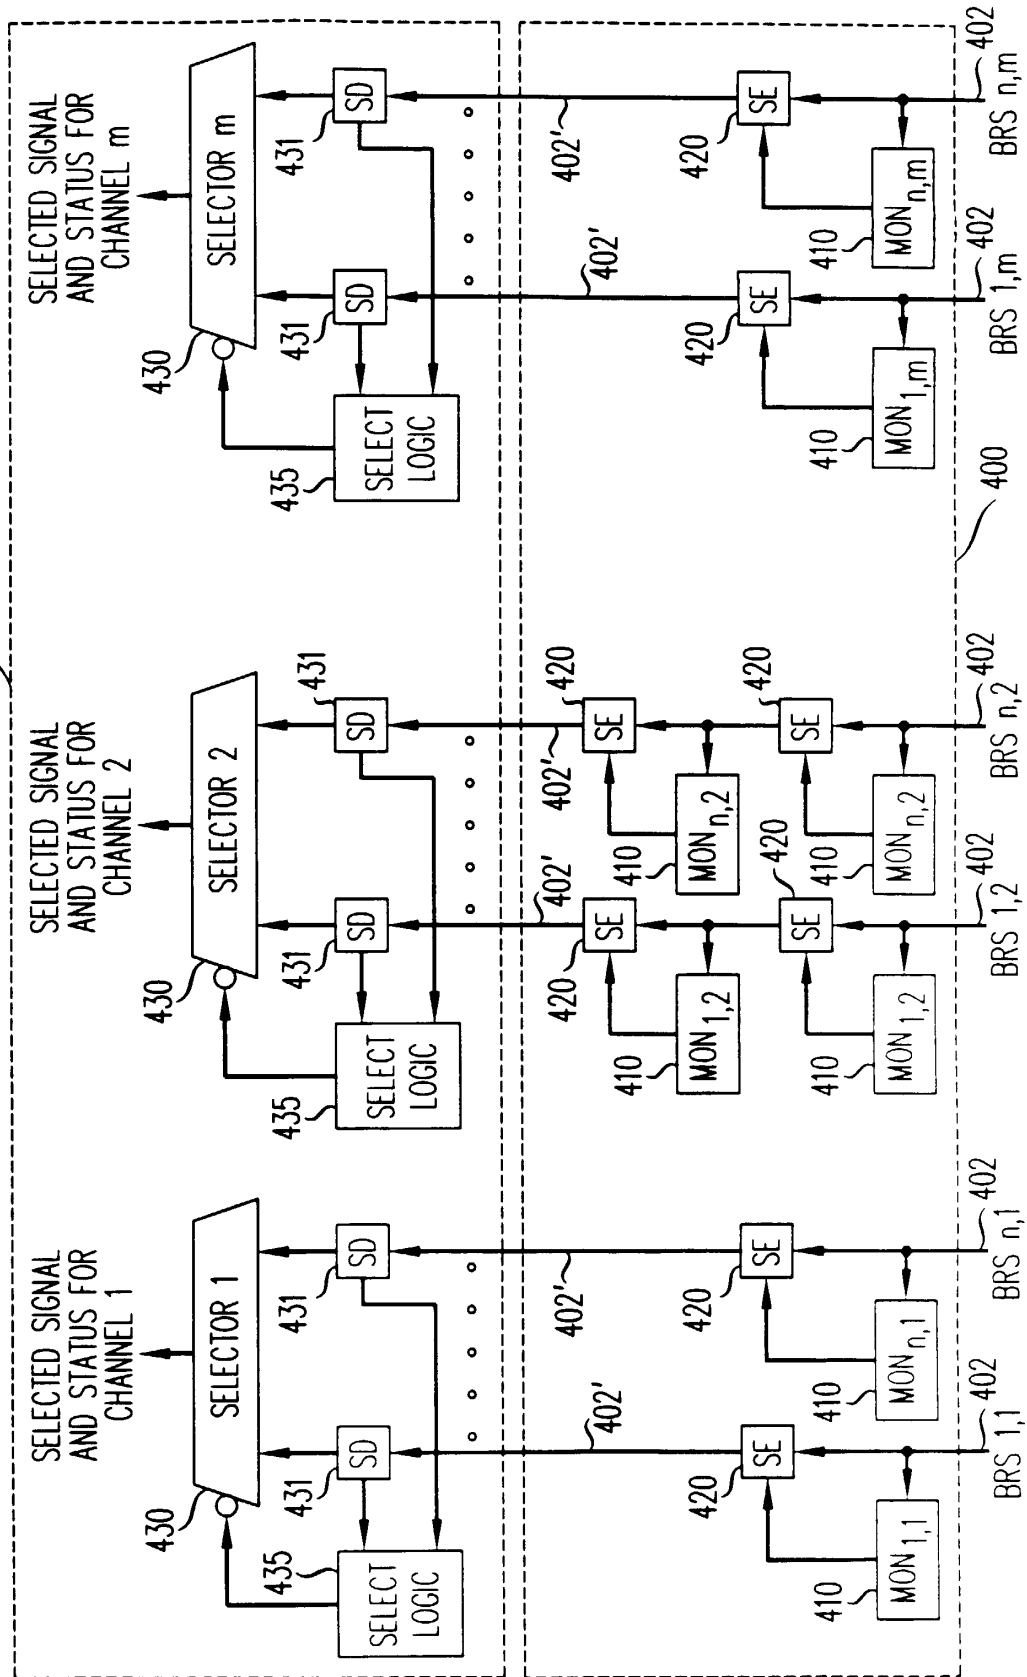 SELECTED SIGNAL
AND STATUS FOR
CHANNEL 1
430
SELECTOR 1
435
SELECT
LOGIC
431
SD
431
SD
402'
402'
420
SE
420
SE
410
MON1,1
410
MONn,1
402
BRS 1,1
402
BRS n,1
SELECTED SIGNAL
AND STATUS FOR
CHANNEL 2
430
SELECTOR 2
435
SELECT
LOGIC
431
SD
431
SD
402'
402'
420
SE
420
SE
410
MON1,2
410
MONn,2
420
SE
420
SE
410
MON1,2
410
MONn,2
402
BRS 1,2
402
BRS n,2
SELECTED SIGNAL
AND STATUS FOR
CHANNEL m
430
SELECTOR m
435
SELECT
LOGIC
431
SD
431
SD
402'
402'
420
SE
420
SE
410
MON1,m
410
MONn,m
400
402
BRS 1,m
402
BRS n,m